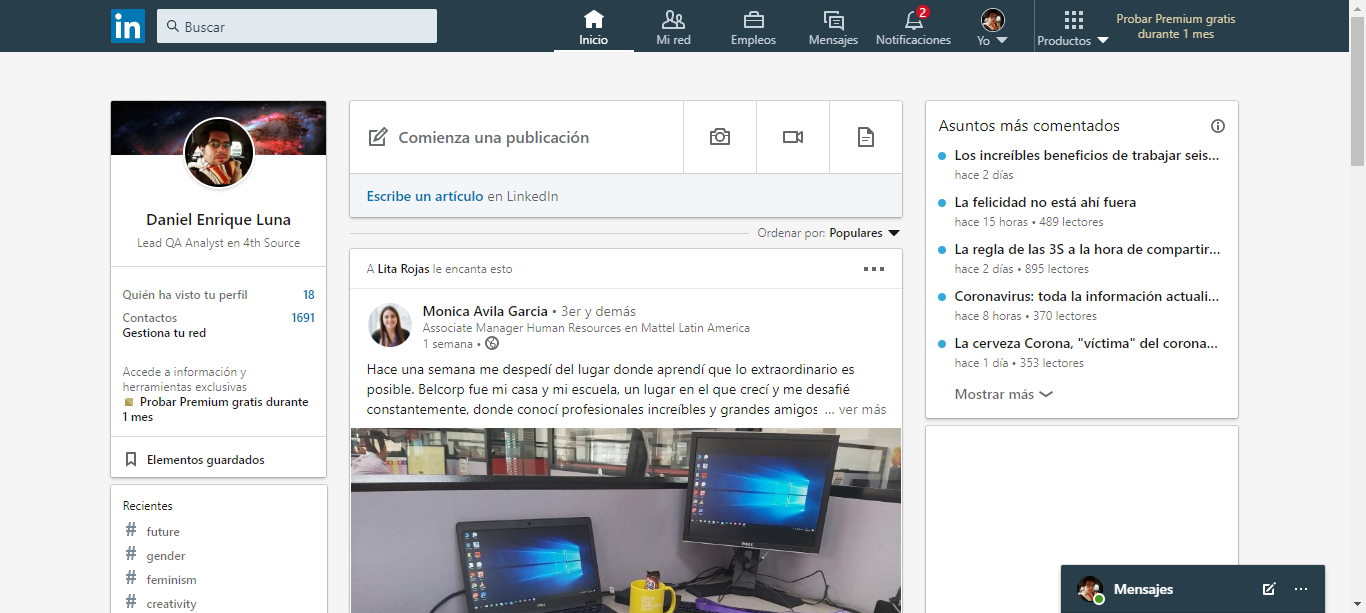 in
Buscar
Inicio
Mi red
Empleos
Mensajes
2
Notificaciones
Yo
Productos
Probar Premium gratis
durante 1 mes
Daniel Enrique Luna
Lead QA Analyst en 4th Source
Quién ha visto tu perfil 18
Contactos 1691
Gestiona tu red
Accede a información y
herramientas exclusivas
Probar Premium gratis durante
1 mes
Elementos guardados
Recientes
# future
# gender
# feminism
# creativity
Comienza una publicación
Escribe un artículo en LinkedIn
Ordenar por: Populares
A Lita Rojas le encanta esto
Monica Avila Garcia • 3er y demás
Associate Manager Human Resources en Mattel Latin America
1 semana •
Hace una semana me despedí del lugar donde aprendí que lo extraordinario es
posible. Belcorp fue mi casa y mi escuela, un lugar en el que crecí y me desafié
constantemente, donde conocí profesionales increíbles y grandes amigos ... ver más
DELL
Asuntos más comentados
Los increíbles beneficios de trabajar seis...
hace 2 días
La felicidad no está ahí fuera
hace 15 horas • 489 lectores
La regla de las 3S a la hora de compartir...
hace 2 días • 895 lectores
Coronavirus: toda la información actuali...
hace 8 horas • 370 lectores
La cerveza Corona, "víctima" del corona...
hace 1 día • 353 lectores
Mostrar más
Mensajes